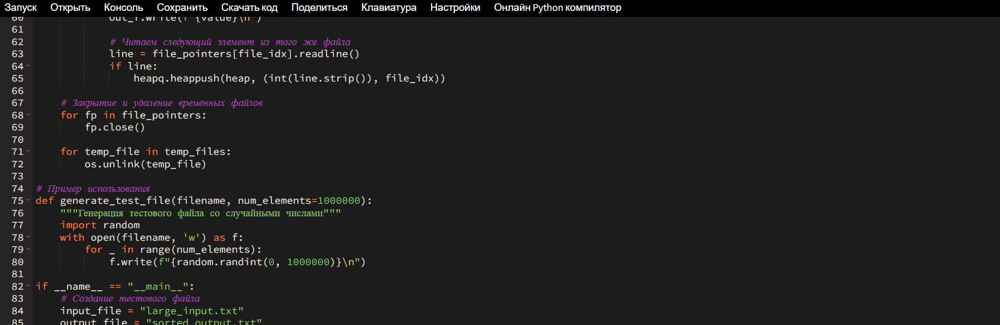 Запуск Открыть Консоль Сохранить Скачать код Поделиться Клавиатура Настройки Онлайн Python компилятор
60 out_f.write(f"{value}\n")
61
62 # Читаем следующий элемент из того же файла
63 line = file_pointers[file_idx].readline()
64 if line:
65 heapq.heappush(heap, (int(line.strip()), file_idx))
66
67 # Закрытие и удаление временных файлов
68 for fp in file_pointers:
69 fp.close()
70
71 for temp_file in temp_files:
72 os.unlink(temp_file)
73
74 # Пример использования
75 def generate_test_file(filename, num_elements=1000000):
76 """Генерация тестового файла со случайными числами"""
77 import random
78 with open(filename, 'w') as f:
79 for _ in range(num_elements):
80 f.write(f"{random.randint(0, 1000000)}\n")
81
82 if __name__ == "__main__":
83 # Создание тестового файла
84 input_file = "large_input.txt"
85 output_file = "sorted_output.txt"